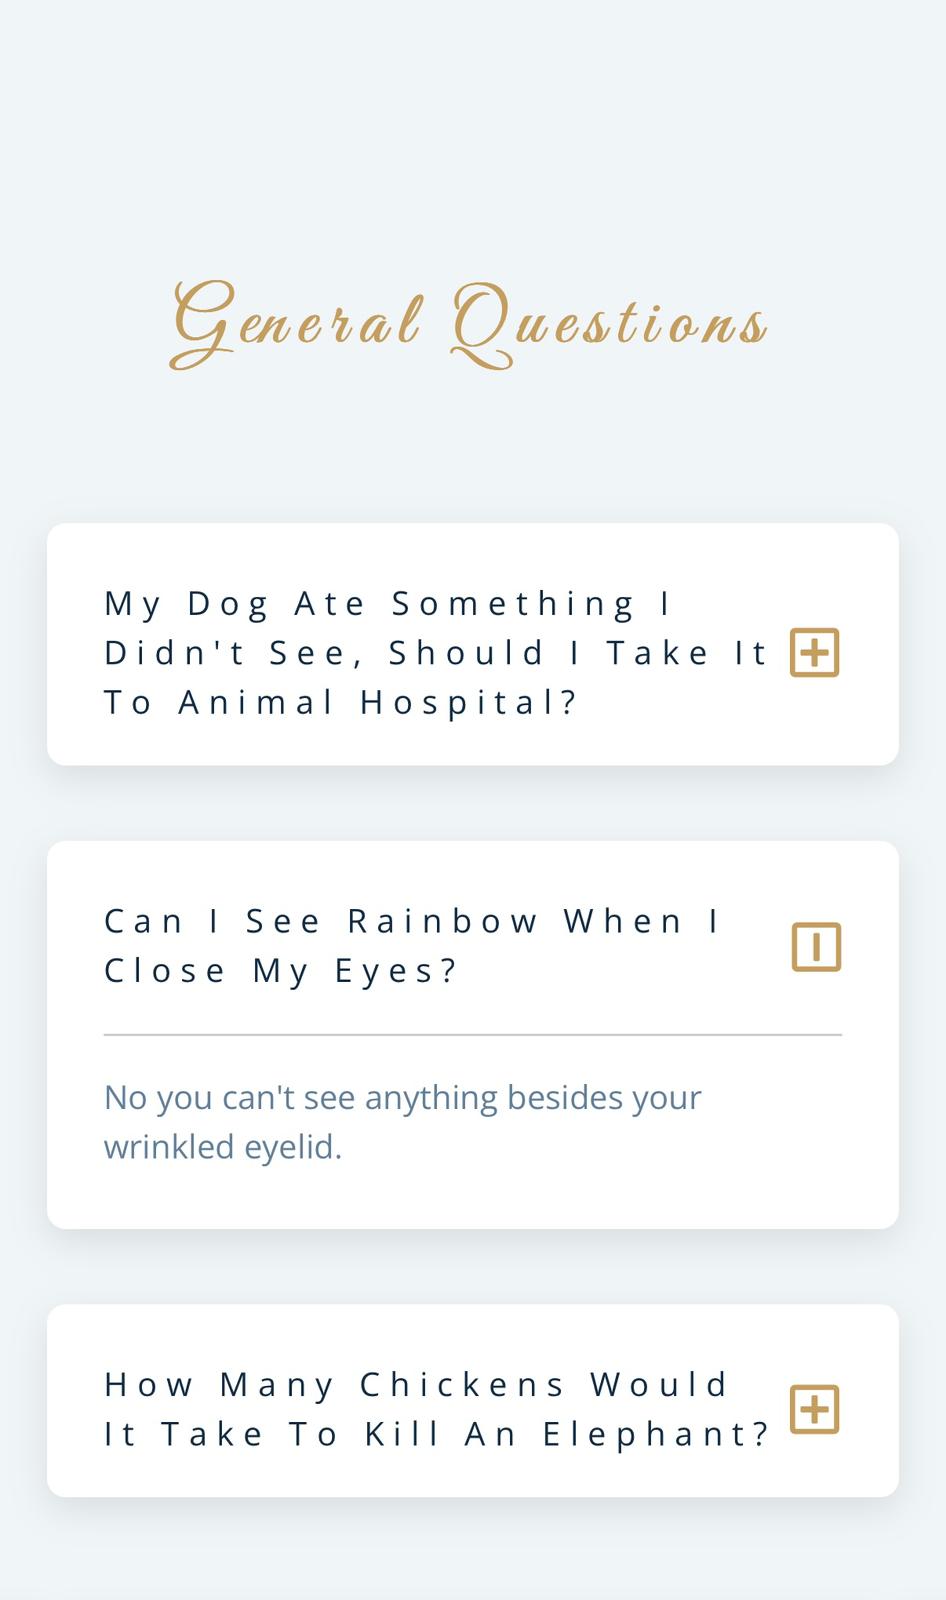 General Questions
My Dog Ate Something I
Didn't See, Should I Take It
To Animal Hospital?
Can I See Rainbow When I
Close My Eyes?
No you can't see anything besides your
wrinkled eyelid.
How Many Chickens Would
It Take To Kill An Elephant?